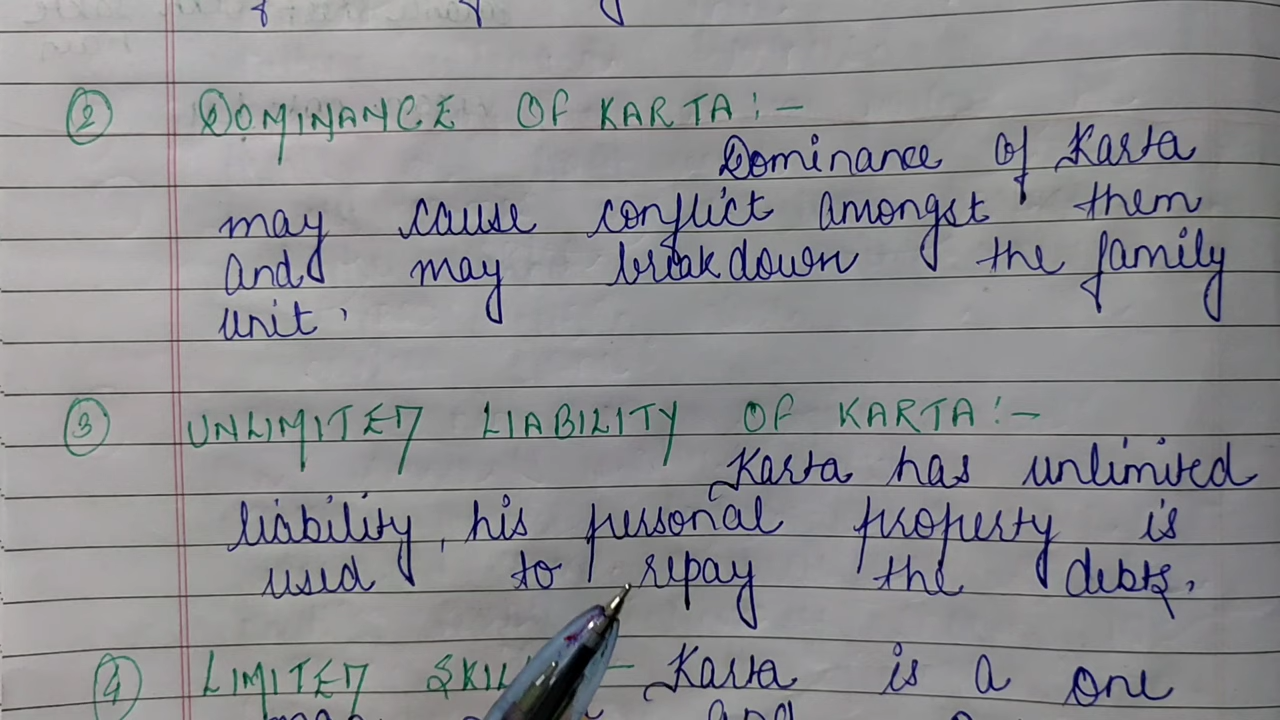 ② DOMINANCE OF KARTA:-
Dominance of Karta
may cause conflict amongst them
and may breakdown the family
unit.
③ UNLIMITED LIABILITY OF KARTA:-
Karta has unlimited
liability, his personal property is
used to repay the debts.
④ LIMITED SKILL - Karta is a one
and